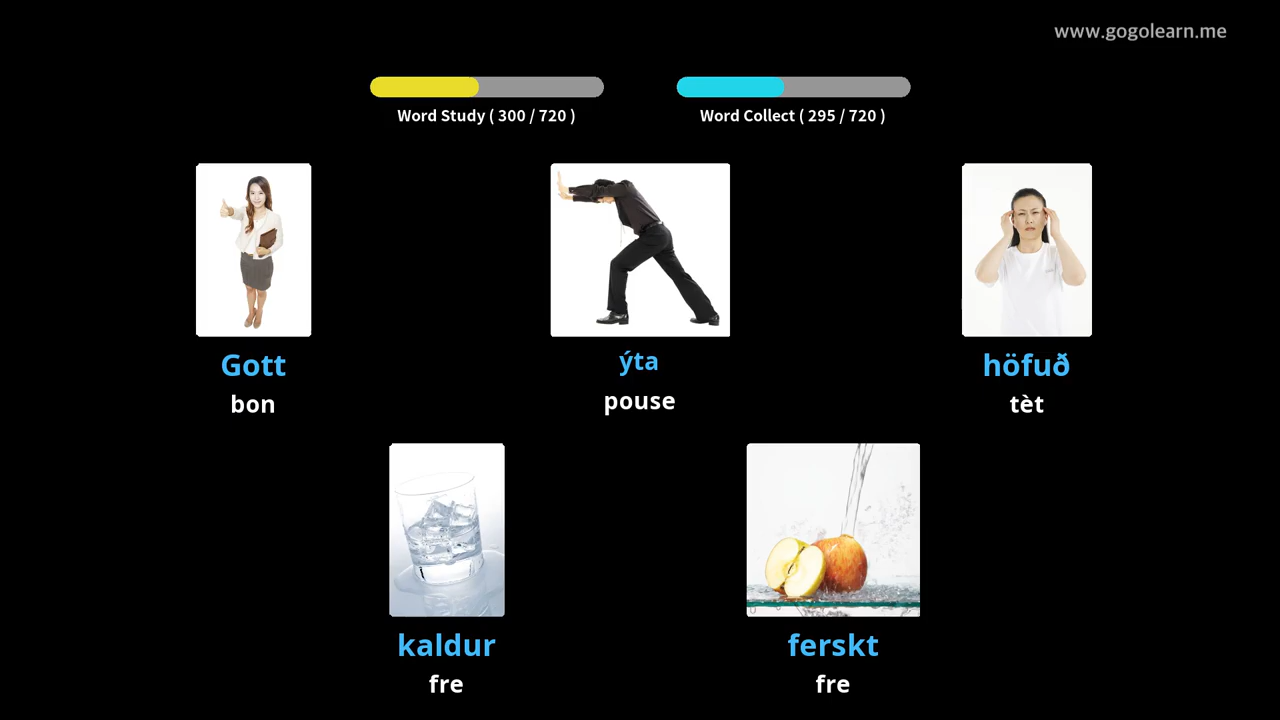 www.gogolearn.me
Word Study ( 300 / 720 )
Word Collect ( 295 / 720 )
Gott
bon
ýta
pouse
höfuð
tèt
kaldur
fre
ferskt
fre